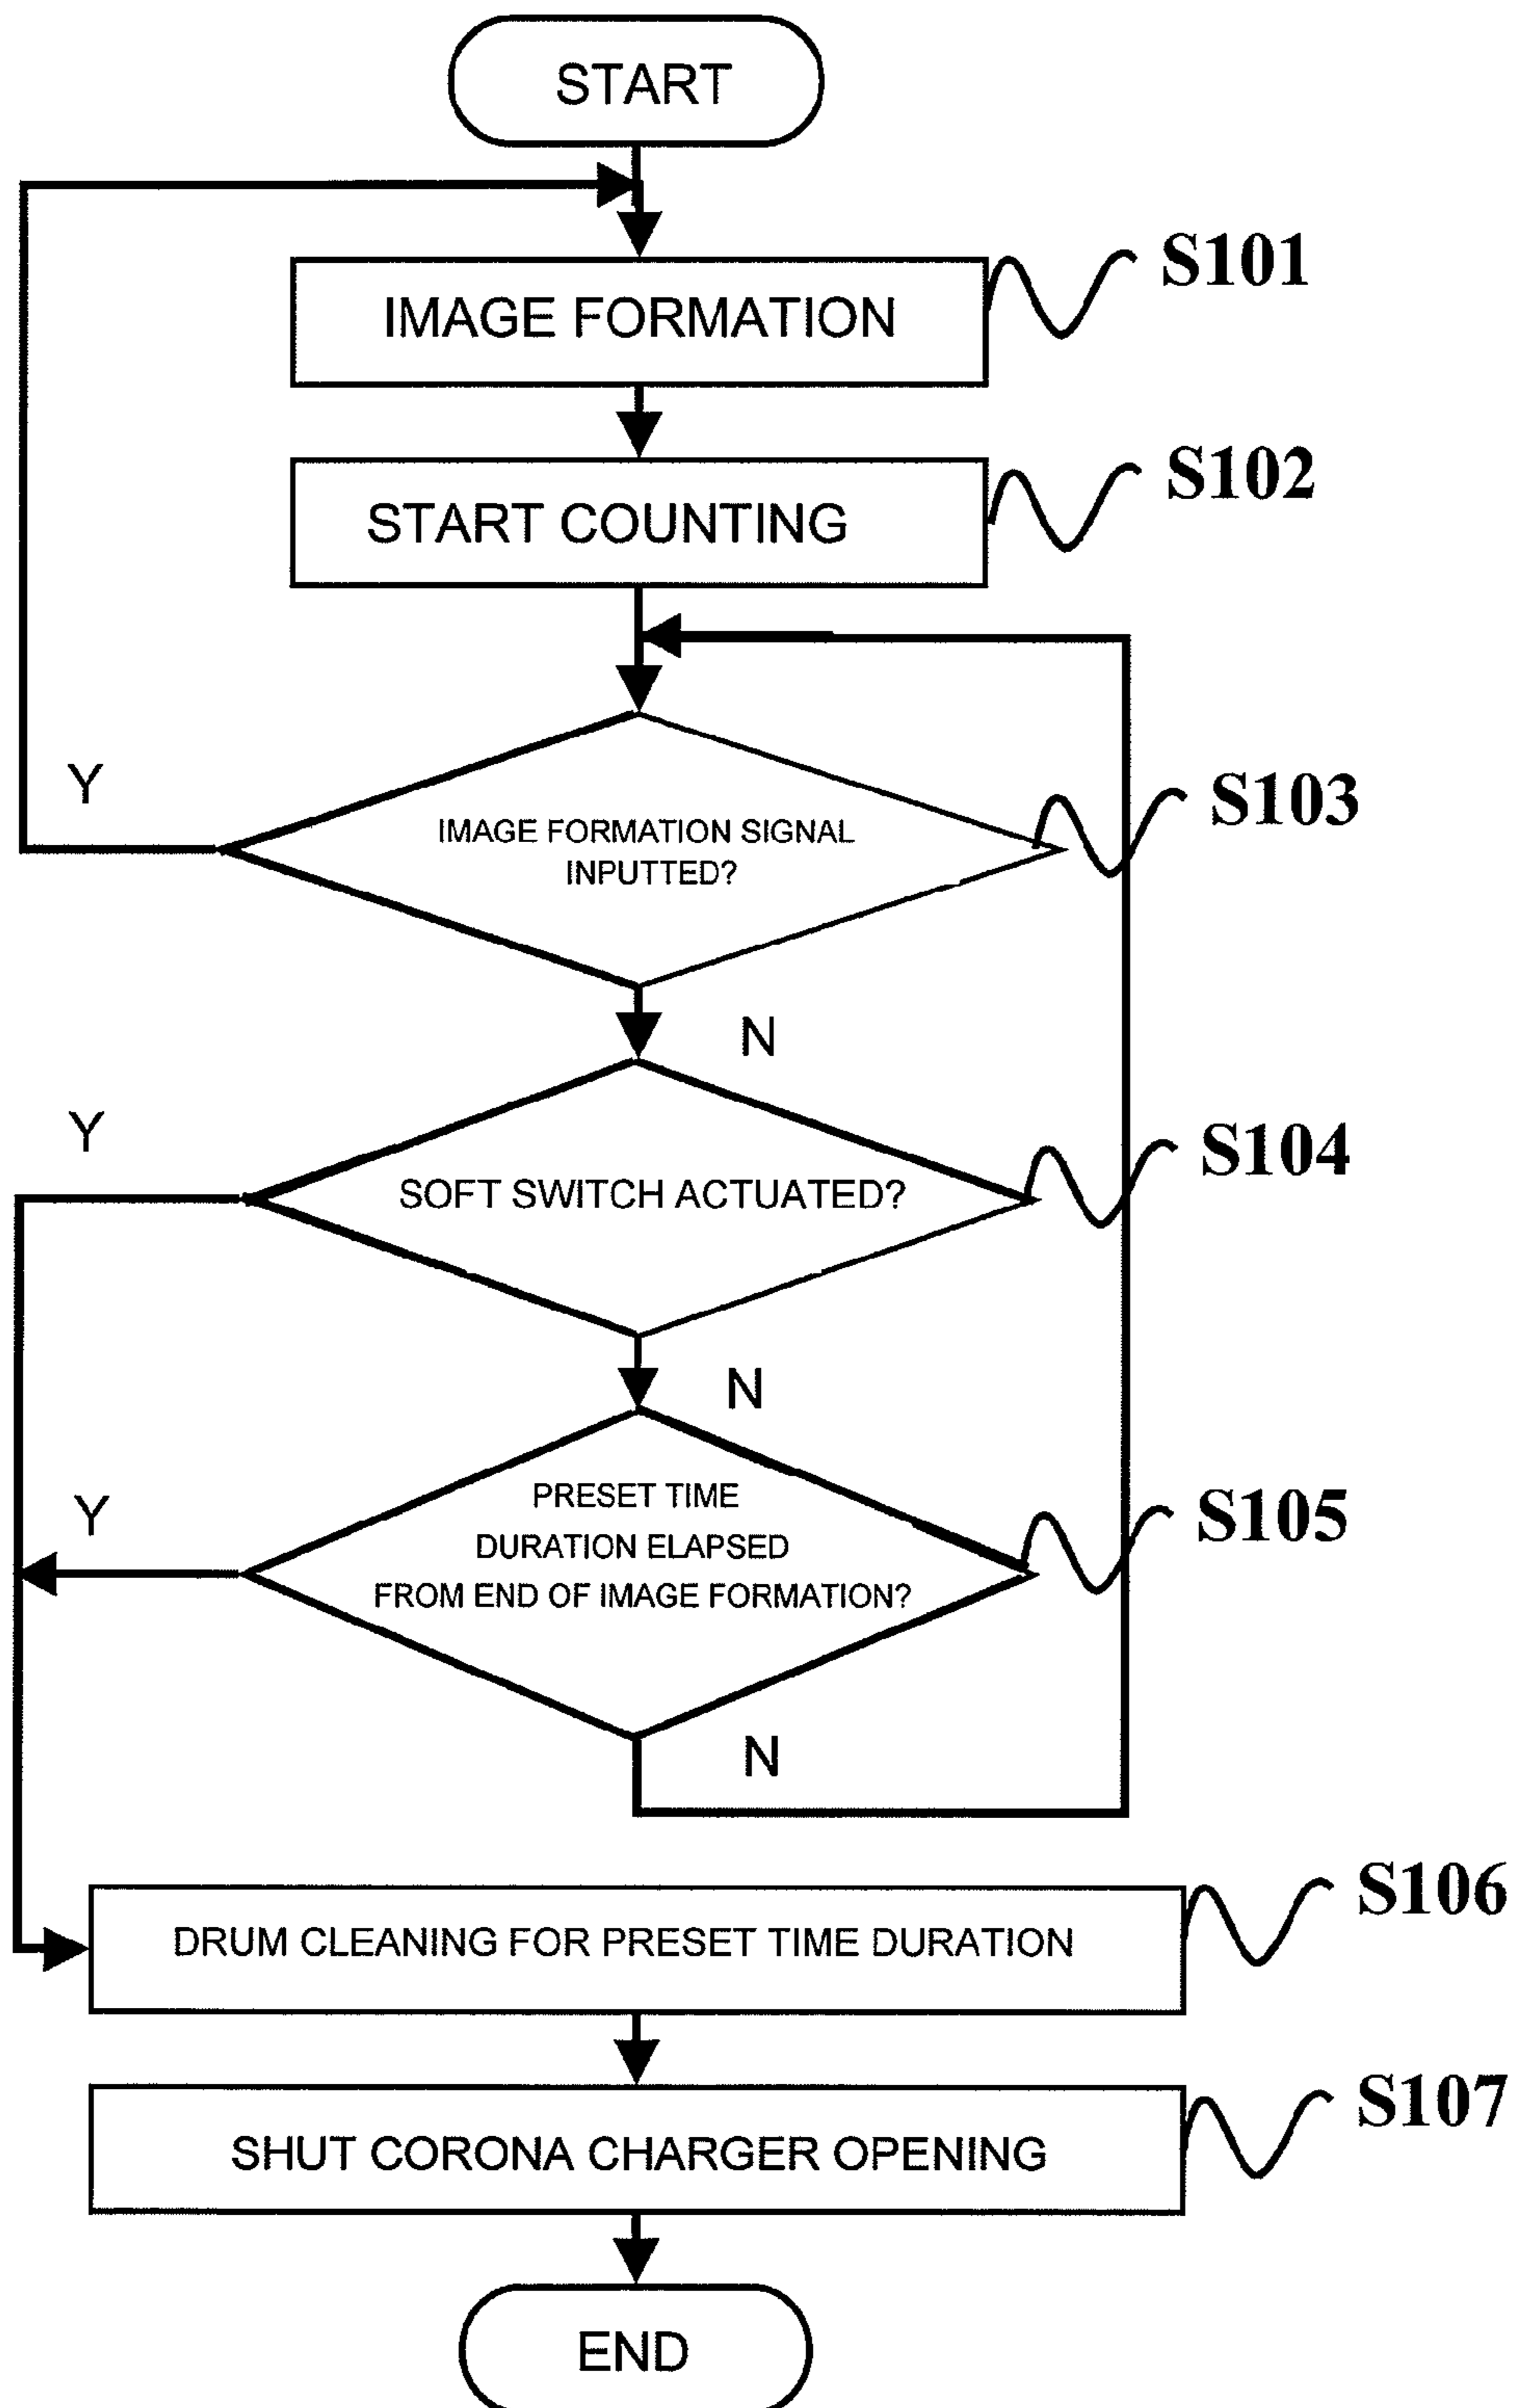 START
IMAGE FORMATION
S101
START COUNTING
S102
Y
IMAGE FORMATION SIGNAL
INPUTTED?
S103
N
Y
SOFT SWITCH ACTUATED?
S104
N
Y
PRESET TIME
DURATION ELAPSED
FROM END OF IMAGE FORMATION?
S105
N
DRUM CLEANING FOR PRESET TIME DURATION
S106
SHUT CORONA CHARGER OPENING
S107
END